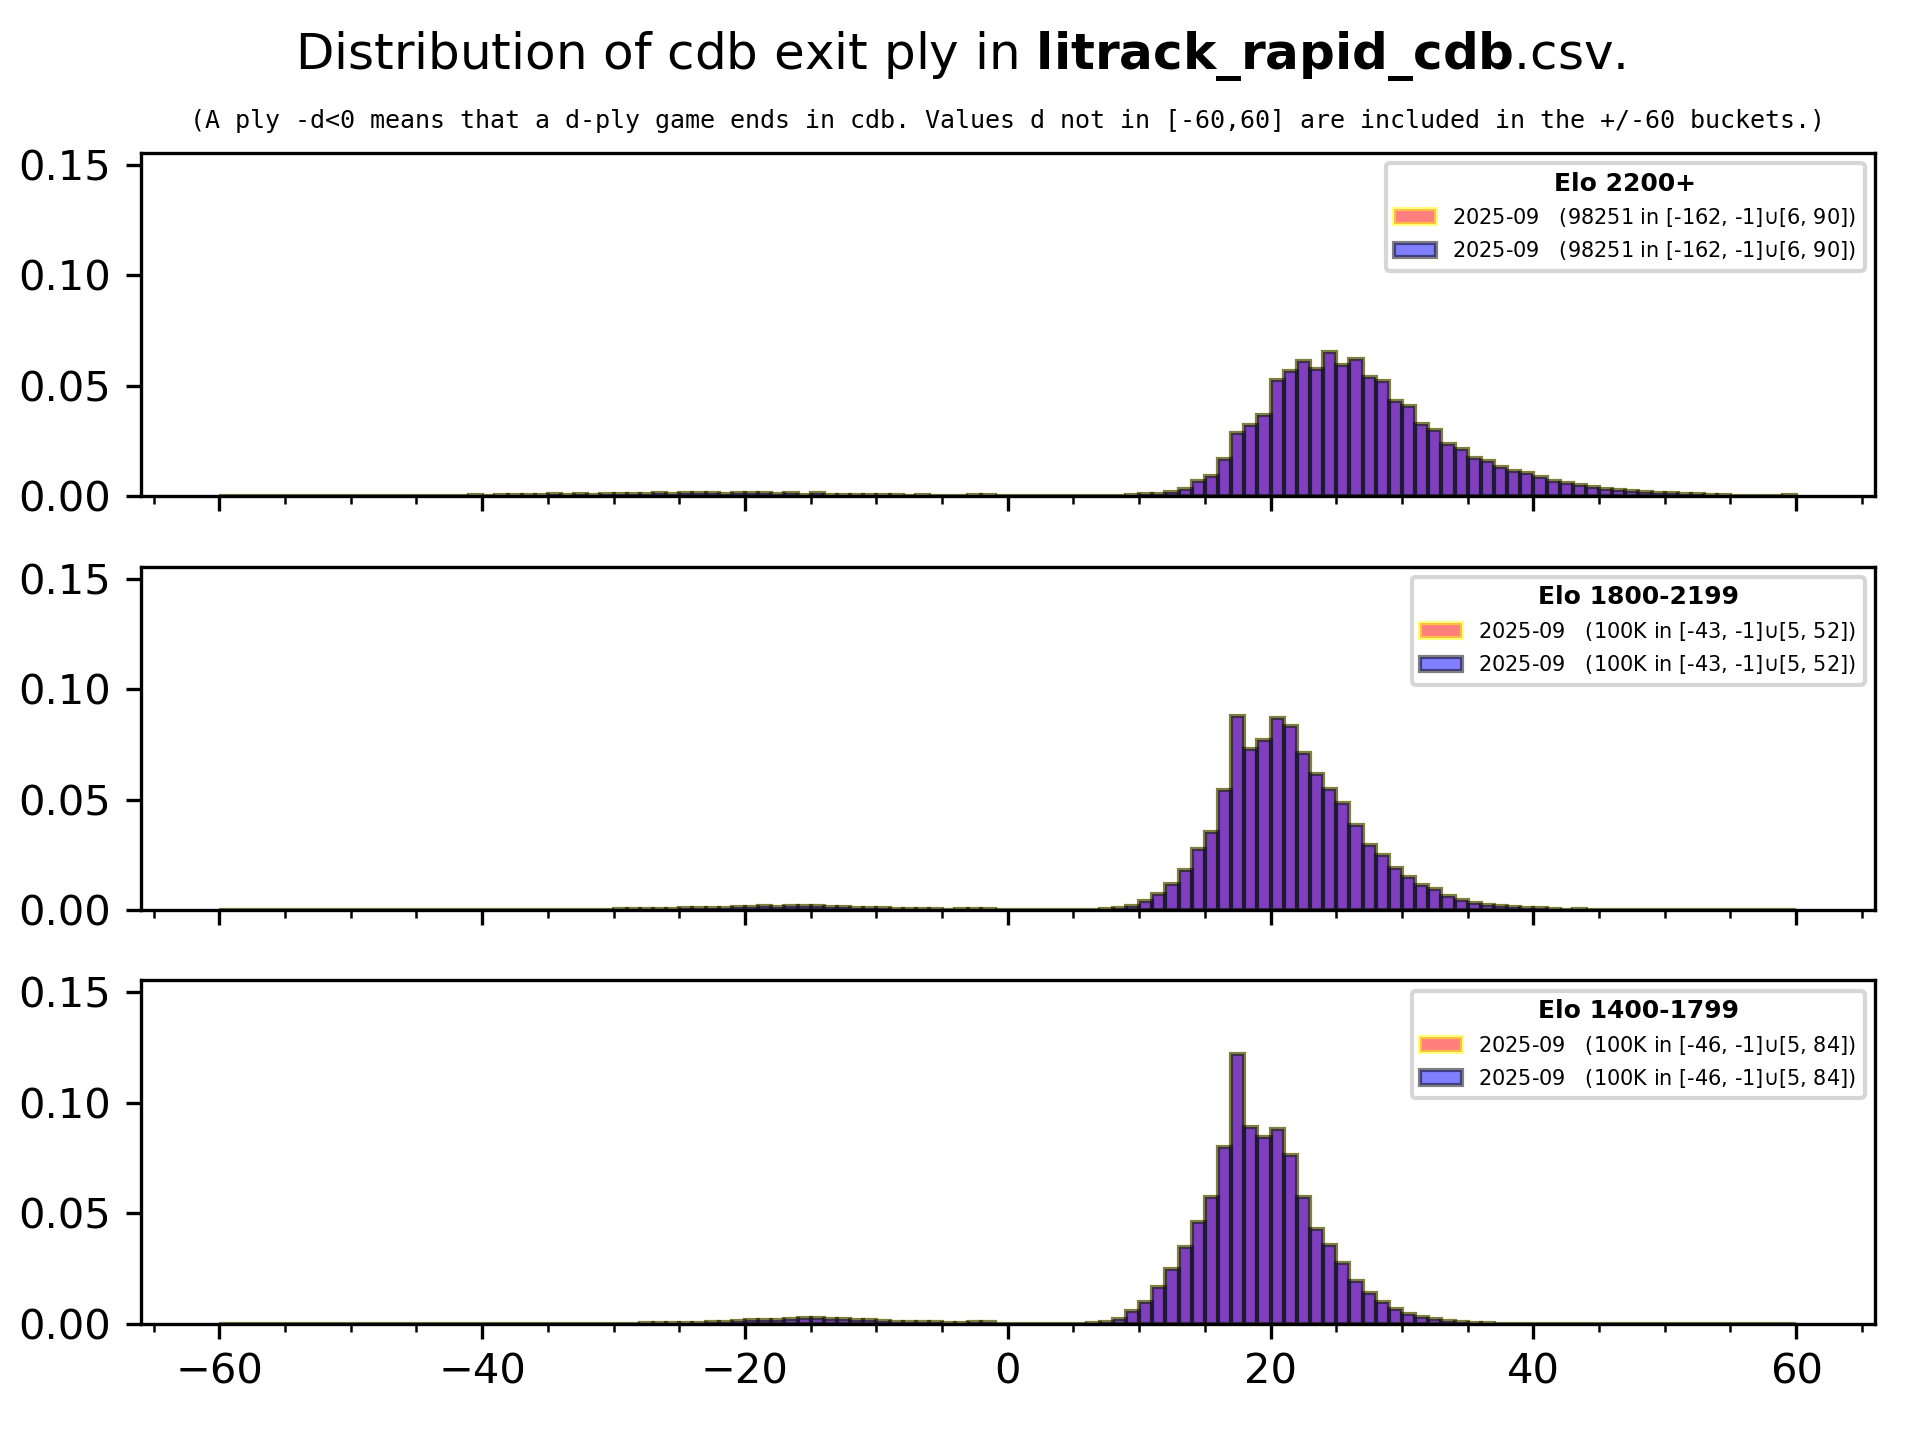 Distribution of cdb exit ply in litrack_rapid_cdb.csv.
(A ply -d<0 means that a d-ply game ends in cdb. Values d not in [-60,60] are included in the +/-60 buckets.)
0.15
0.10
0.05
0.00
Elo 2200+
2025-09 (98251 in [-162, -1]∪[6, 90])
2025-09 (98251 in [-162, -1]∪[6, 90])
0.15
0.10
0.05
0.00
Elo 1800-2199
2025-09 (100K in [-43, -1]∪[5, 52])
2025-09 (100K in [-43, -1]∪[5, 52])
0.15
0.10
0.05
0.00
Elo 1400-1799
2025-09 (100K in [-46, -1]∪[5, 84])
2025-09 (100K in [-46, -1]∪[5, 84])
−60 −40 −20 0 20 40 60